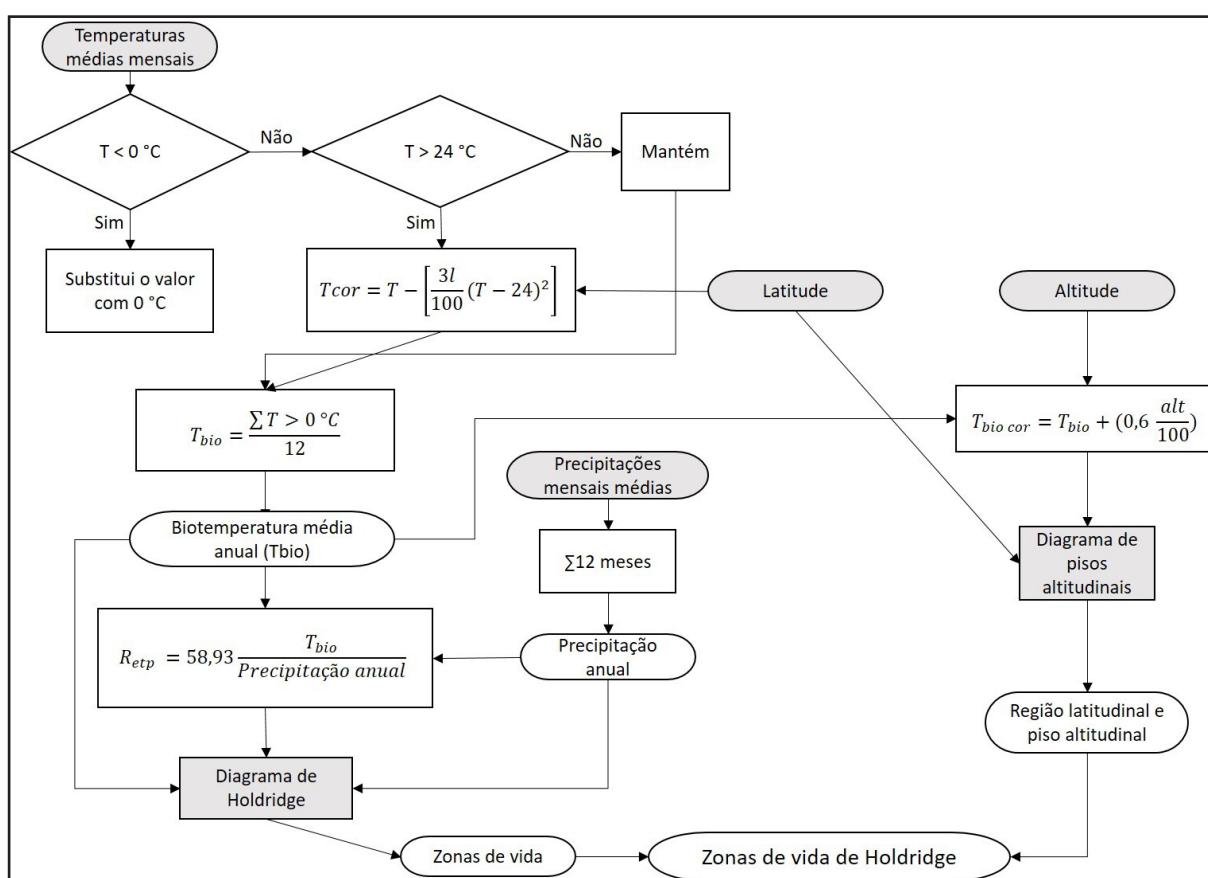 Temperaturas
médias mensais
T < 0 °C
Não
T > 24 °C
Não
Mantém
Sim
Sim
Substitui o valor
com 0 °C
Tcor = T − [3l/100 (T − 24)²]
Latitude
Altitude
T_bio = ∑ T > 0 °C / 12
T_bio cor = T_bio + (0,6 alt/100)
Precipitações
mensais médias
Biotemperatura média
anual (Tbio)
∑12 meses
Diagrama de
pisos
altitudinais
R_etp = 58,93 T_bio / Precipitação anual
Precipitação
anual
Região latitudinal e
piso altitudinal
Diagrama de
Holdridge
Zonas de vida
Zonas de vida de Holdridge